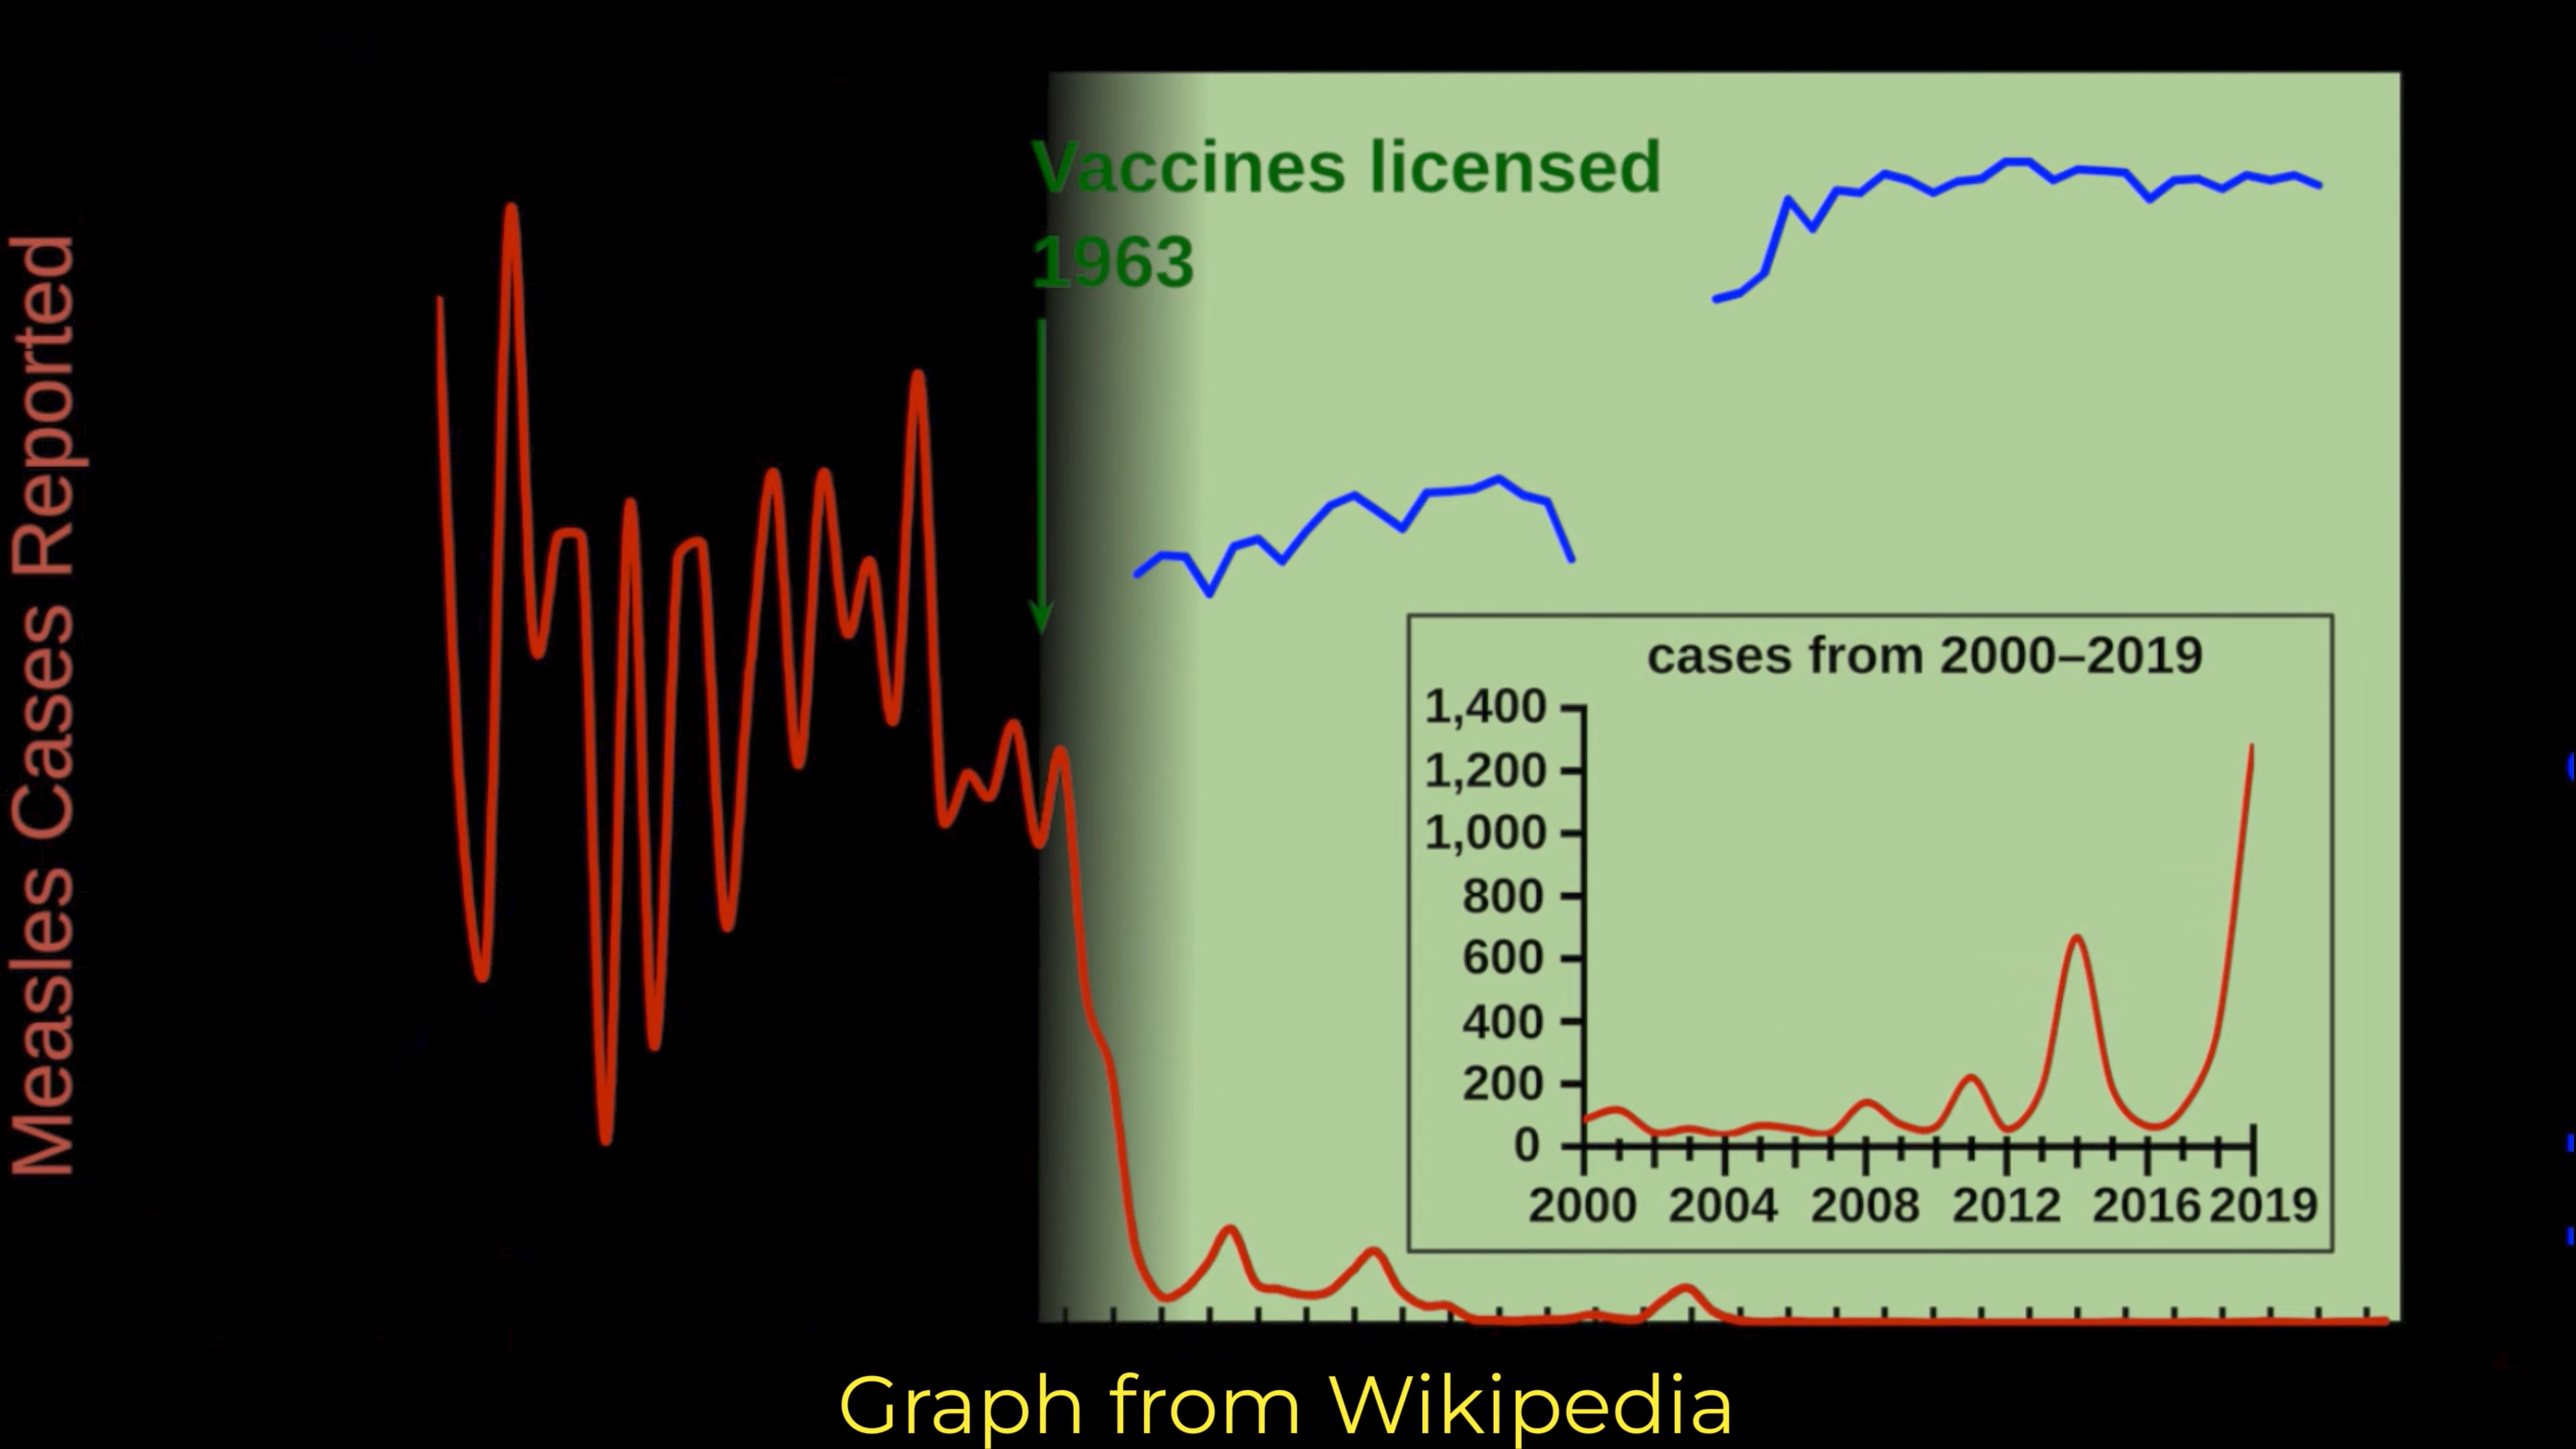 Measles Cases Reported
Vaccines licensed
1963
cases from 2000–2019
1,400
1,200
1,000
800
600
400
200
0
2000 2004 2008 2012 2016 2019
Graph from Wikipedia